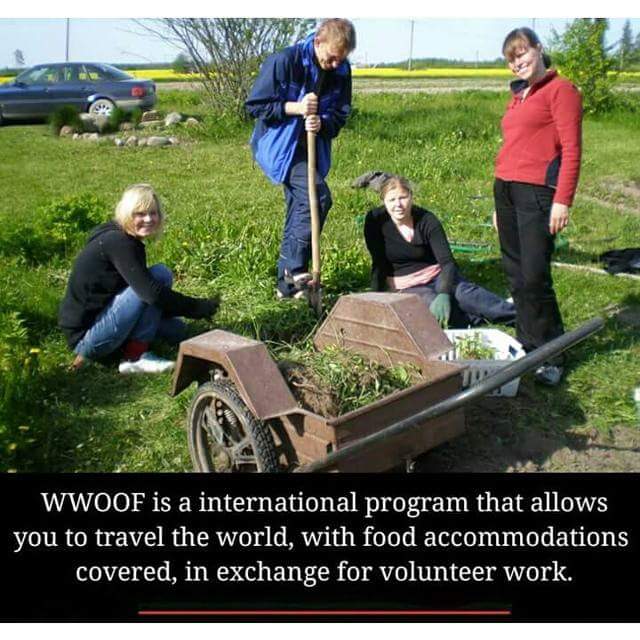 WWOOF is a international program that allows
you to travel the world, with food accommodations
covered, in exchange for volunteer work.